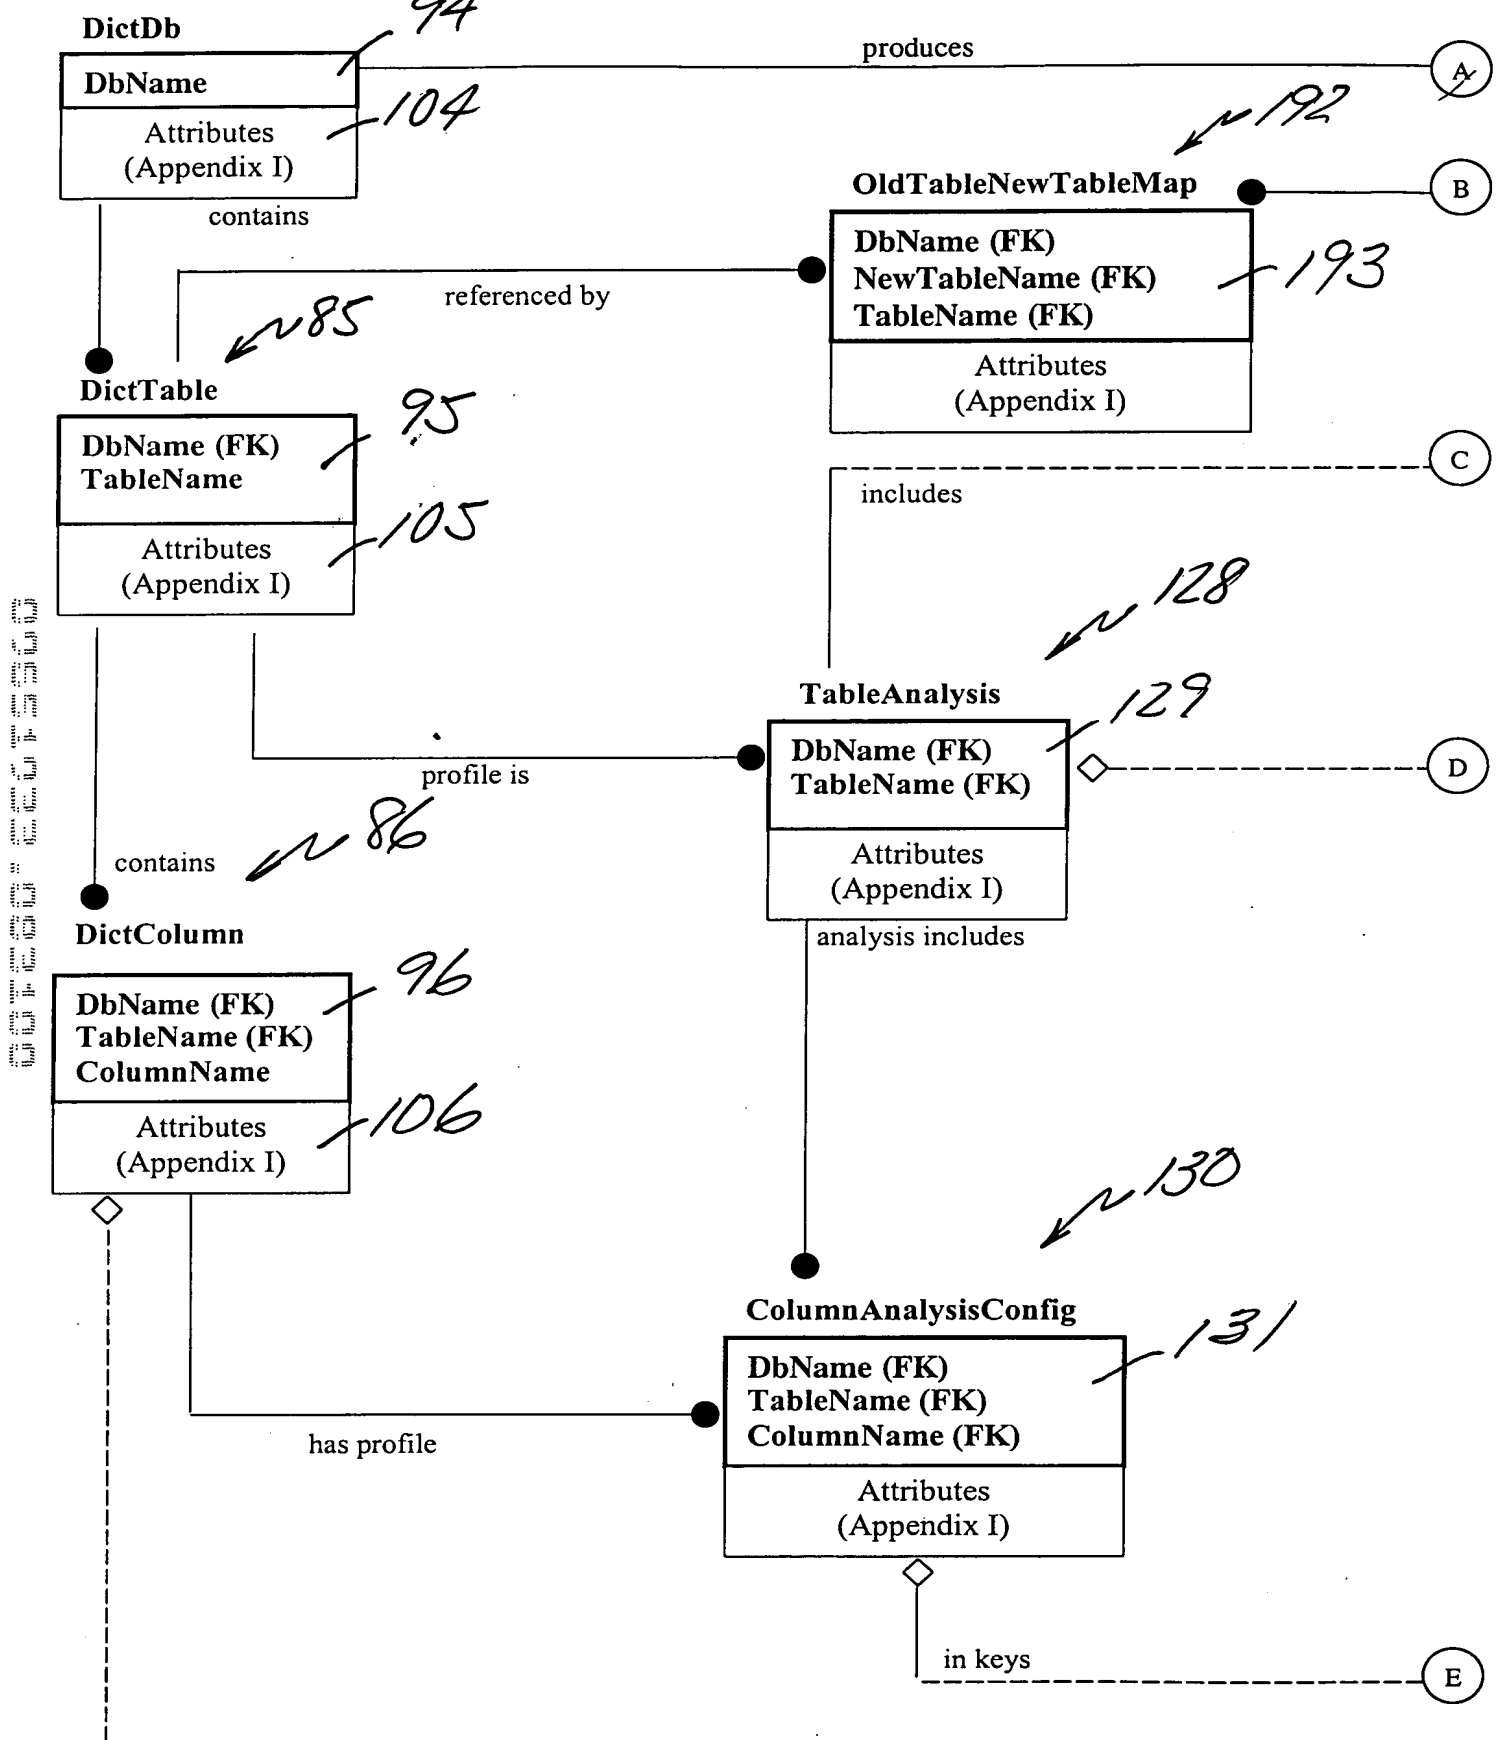 94
DictDb
produces
DbName
A
104
192
Attributes
(Appendix I)
OldTableNewTableMap
B
contains
DbName (FK)
NewTableName (FK)
TableName (FK)
193
referenced by
85
Attributes
(Appendix I)
DictTable
95
DbName (FK)
TableName
C
includes
105
Attributes
(Appendix I)
128
TableAnalysis
129
DbName (FK)
TableName (FK)
D
profile is
86
contains
Attributes
(Appendix I)
analysis includes
DictColumn
96
DbName (FK)
TableName (FK)
ColumnName
106
Attributes
(Appendix I)
130
ColumnAnalysisConfig
131
DbName (FK)
TableName (FK)
ColumnName (FK)
has profile
Attributes
(Appendix I)
in keys
E